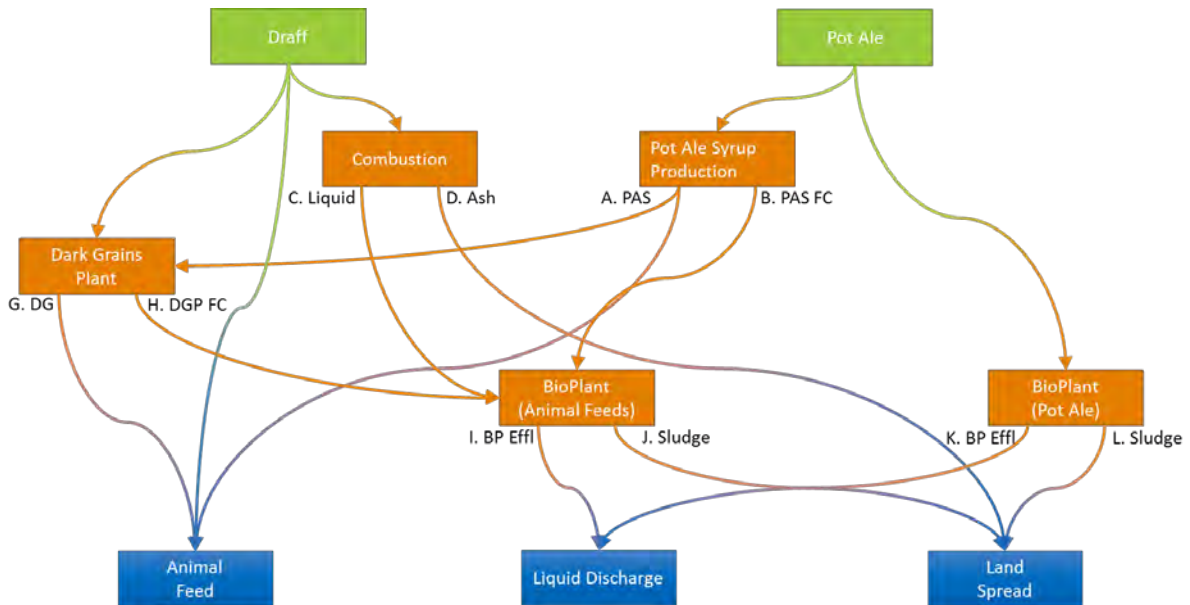 Draff
Pot Ale
Combustion
Pot Ale Syrup
Production
C. Liquid
D. Ash
A. PAS
B. PAS FC
Dark Grains
Plant
G. DG
H. DGP FC
BioPlant
(Animal Feeds)
BioPlant
(Pot Ale)
I. BP Effl
J. Sludge
K. BP Effl
L. Sludge
Animal
Feed
Liquid Discharge
Land
Spread